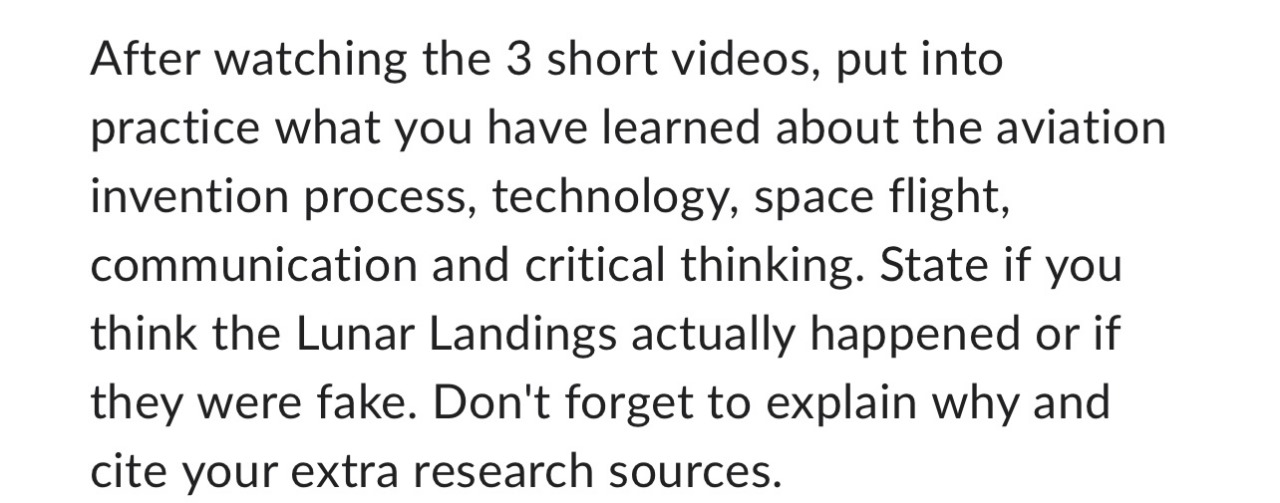 After watching the 3 short videos, put into
practice what you have learned about the aviation
invention process, technology, space flight,
communication and critical thinking. State if you
think the Lunar Landings actually happened or if
they were fake. Don't forget to explain why and
cite your extra research sources.